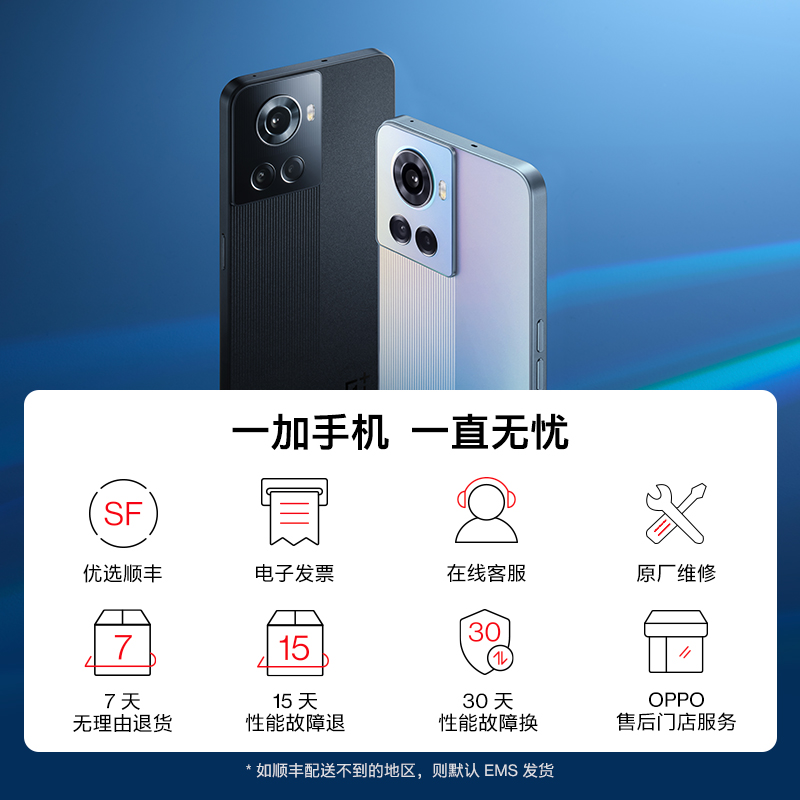 一加手机 一直无忧
SF
优选顺丰
电子发票
在线客服
原厂维修
7
15
30
7 天
无理由退货
15 天
性能故障退
30 天
性能故障换
OPPO
售后门店服务
* 如顺丰配送不到的地区，则默认 EMS 发货